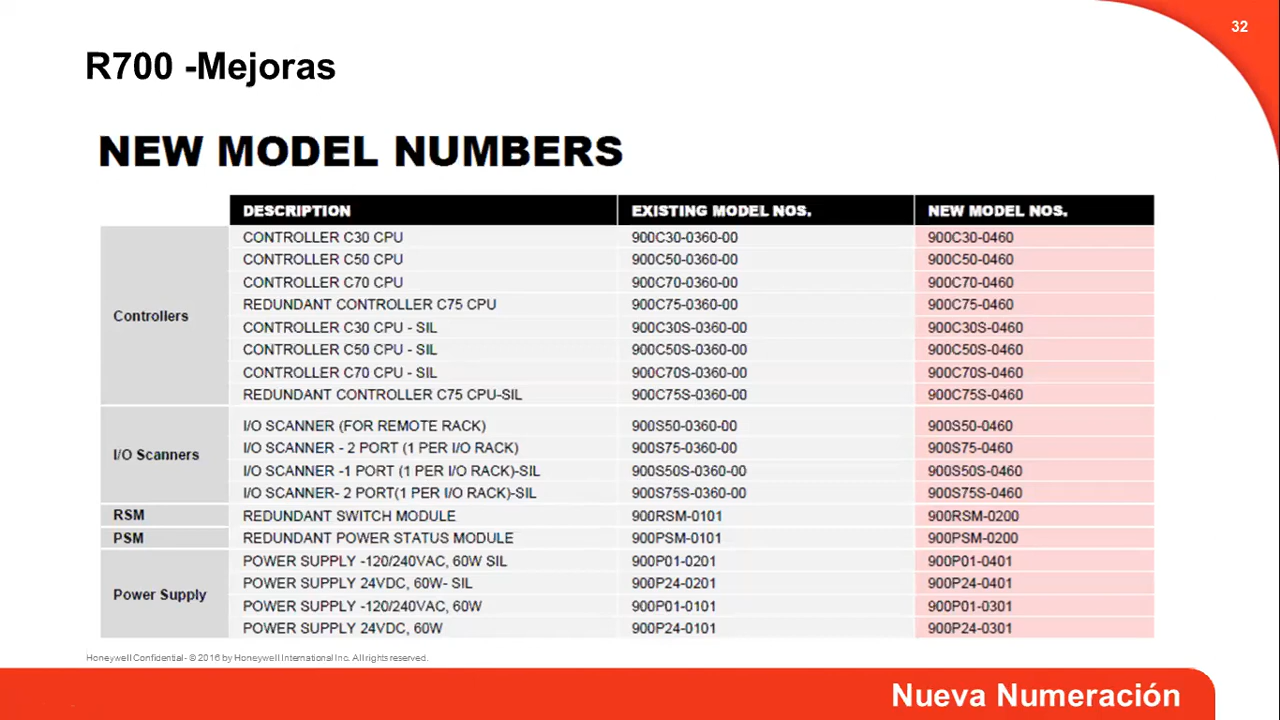 32
R700 -Mejoras
NEW MODEL NUMBERS
DESCRIPTION EXISTING MODEL NOS. NEW MODEL NOS.
Controllers
CONTROLLER C30 CPU 900C30-0360-00 900C30-0460
CONTROLLER C50 CPU 900C50-0360-00 900C50-0460
CONTROLLER C70 CPU 900C70-0360-00 900C70-0460
REDUNDANT CONTROLLER C75 CPU 900C75-0360-00 900C75-0460
CONTROLLER C30 CPU - SIL 900C30S-0360-00 900C30S-0460
CONTROLLER C50 CPU - SIL 900C50S-0360-00 900C50S-0460
CONTROLLER C70 CPU - SIL 900C70S-0360-00 900C70S-0460
REDUNDANT CONTROLLER C75 CPU-SIL 900C75S-0360-00 900C75S-0460
I/O Scanners
I/O SCANNER (FOR REMOTE RACK) 900S50-0360-00 900S50-0460
I/O SCANNER - 2 PORT (1 PER I/O RACK) 900S75-0360-00 900S75-0460
I/O SCANNER -1 PORT (1 PER I/O RACK)-SIL 900S50S-0360-00 900S50S-0460
I/O SCANNER- 2 PORT(1 PER I/O RACK)-SIL 900S75S-0360-00 900S75S-0460
RSM REDUNDANT SWITCH MODULE 900RSM-0101 900RSM-0200
PSM REDUNDANT POWER STATUS MODULE 900PSM-0101 900PSM-0200
Power Supply
POWER SUPPLY -120/240VAC, 60W SIL 900P01-0201 900P01-0401
POWER SUPPLY 24VDC, 60W- SIL 900P24-0201 900P24-0401
POWER SUPPLY -120/240VAC, 60W 900P01-0101 900P01-0301
POWER SUPPLY 24VDC, 60W 900P24-0101 900P24-0301
Honeywell Confidential - © 2016 by Honeywell International Inc. All rights reserved.
Nueva Numeración